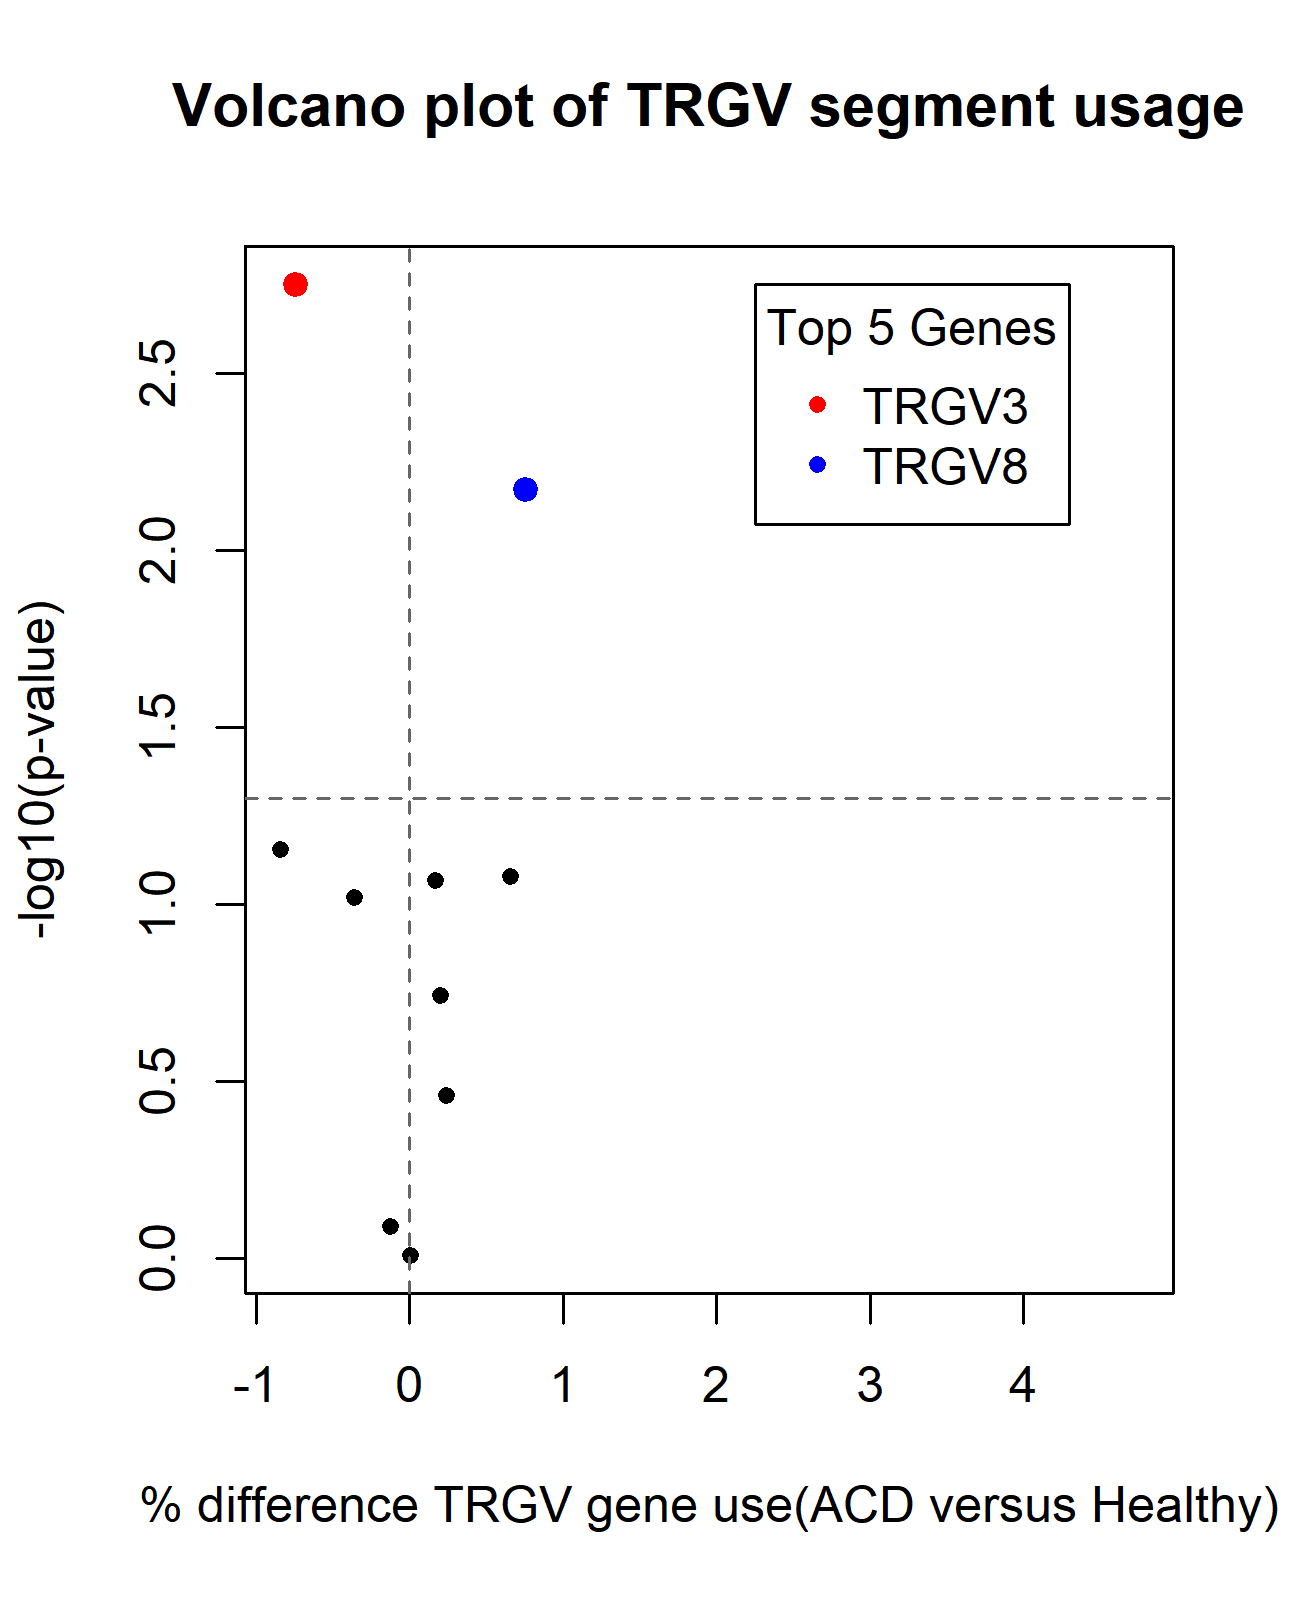 Volcano plot of TRGV segment usage
Top 5 Genes
TRGV3
TRGV8
-log10(p-value)
2.5
2.0
1.5
1.0
0.5
0.0
-1 0 1 2 3 4
% difference TRGV gene use(ACD versus Healthy)